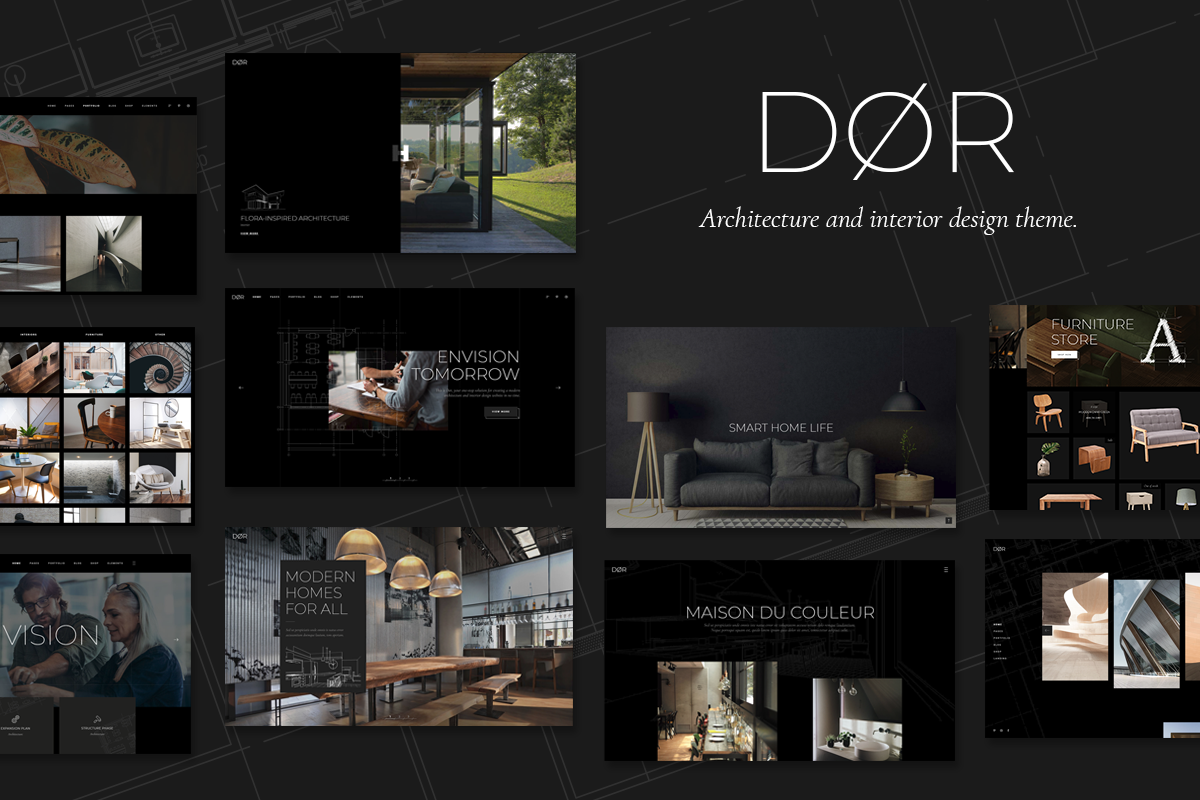 DØR
Architecture and interior design theme.
HOME PAGES PORTFOLIO BLOG SHOP ELEMENTS
DØR
FLORA-INSPIRED ARCHITECTURE
VIEW MORE
INTERIORS FURNITURE OTHER
DØR HOME PAGES PORTFOLIO BLOG SHOP ELEMENTS
ENVISION
TOMORROW
VIEW MORE
SMART HOME LIFE
FURNITURE
STORE
A
HOME PAGES PORTFOLIO BLOG SHOP ELEMENTS
VISION
EXPANSION PLAN
STRUCTURE PHASE
DØR
MODERN
HOMES
FOR ALL
DØR
MAISON DU COULEUR
DØR
HOME
PAGES
PORTFOLIO
BLOG
SHOP
LANDING